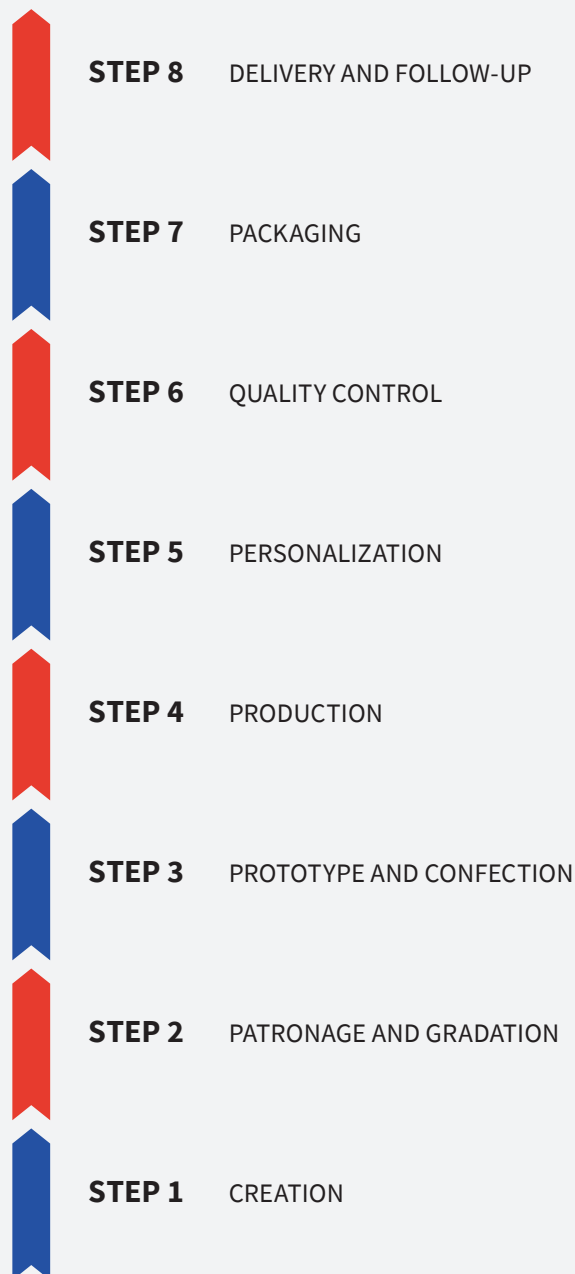 STEP 8 DELIVERY AND FOLLOW-UP
STEP 7 PACKAGING
STEP 6 QUALITY CONTROL
STEP 5 PERSONALIZATION
STEP 4 PRODUCTION
STEP 3 PROTOTYPE AND CONFECTION
STEP 2 PATRONAGE AND GRADATION
STEP 1 CREATION